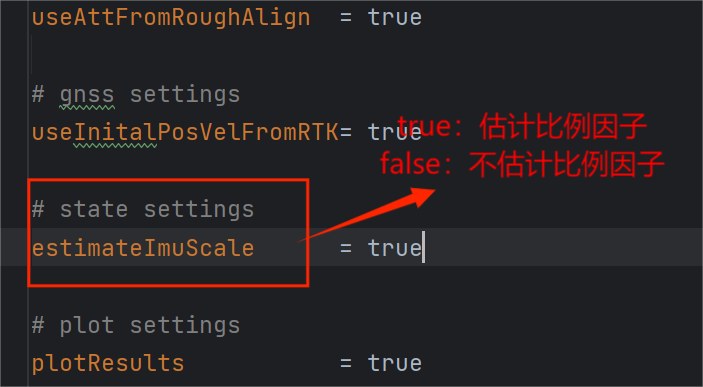 useAttFromRoughAlign = true
# gnss settings
useInitalPosVelFromRTK= true
true：估计比例因子
false：不估计比例因子
# state settings
estimateImuScale = true
# plot settings
plotResults = true